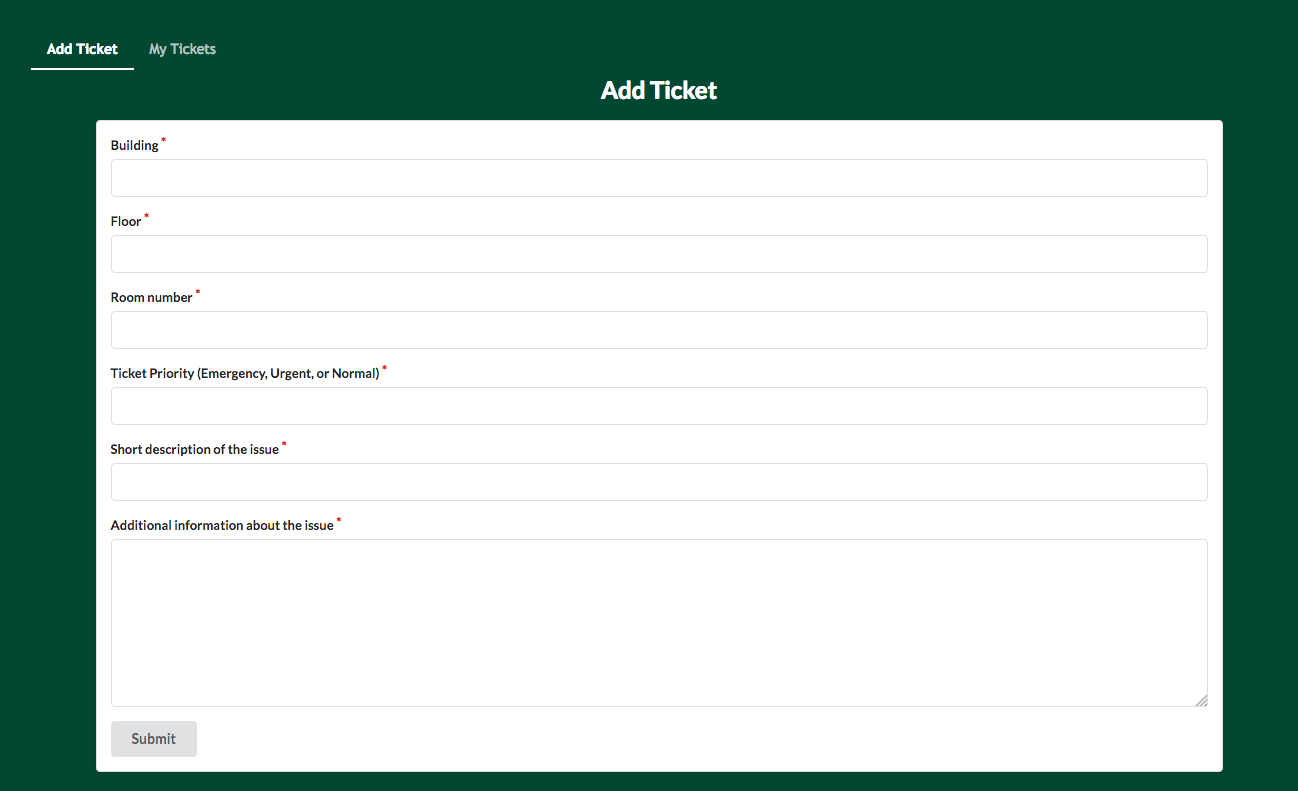 Add Ticket My Tickets
Add Ticket
Building *
Floor *
Room number *
Ticket Priority (Emergency, Urgent, or Normal) *
Short description of the issue *
Additional information about the issue *
Submit